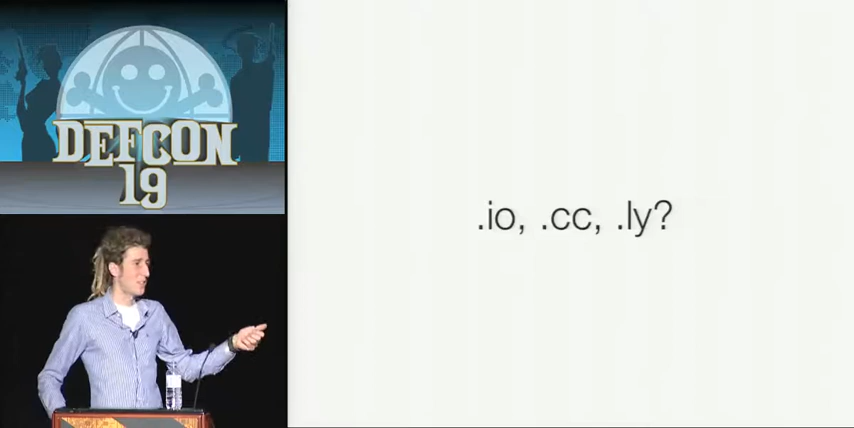 DEFCON
19
.io, .cc, .ly?